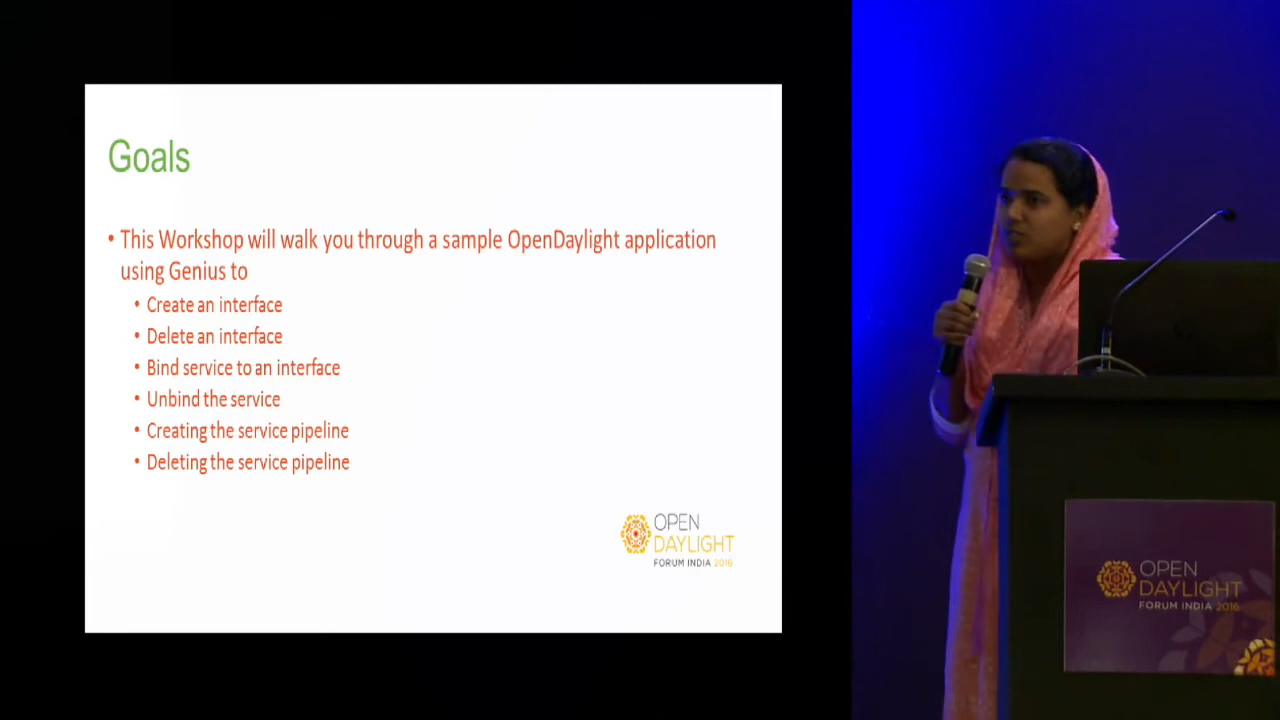 Goals
• This Workshop will walk you through a sample OpenDaylight application
using Genius to
• Create an interface
• Delete an interface
• Bind service to an interface
• Unbind the service
• Creating the service pipeline
• Deleting the service pipeline
OPEN
DAYLIGHT
FORUM INDIA 2016
OPEN
DAYLIGHT
FORUM INDIA 2016